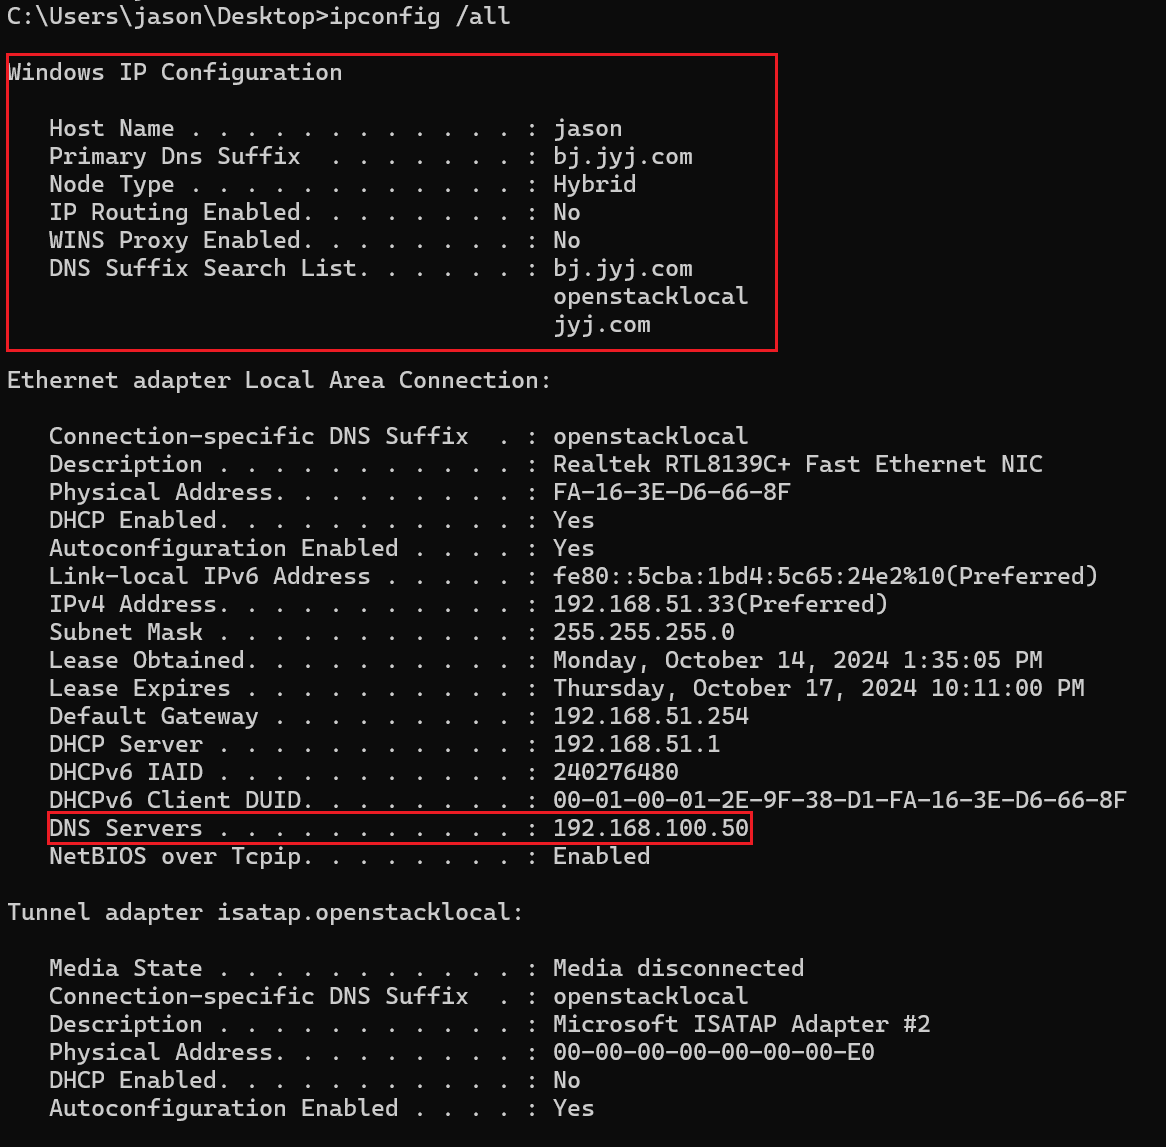 C:\Users\jason\Desktop>ipconfig /all
Windows IP Configuration
Host Name . . . . . . . . . . . . : jason
Primary Dns Suffix  . . . . . . . : bj.jyj.com
Node Type . . . . . . . . . . . . : Hybrid
IP Routing Enabled. . . . . . . . : No
WINS Proxy Enabled. . . . . . . . : No
DNS Suffix Search List. . . . . . : bj.jyj.com
openstacklocal
jyj.com
Ethernet adapter Local Area Connection:
Connection-specific DNS Suffix  . : openstacklocal
Description . . . . . . . . . . . : Realtek RTL8139C+ Fast Ethernet NIC
Physical Address. . . . . . . . . : FA-16-3E-D6-66-8F
DHCP Enabled. . . . . . . . . . . : Yes
Autoconfiguration Enabled . . . . : Yes
Link-local IPv6 Address . . . . . : fe80::5cba:1bd4:5c65:24e2%10(Preferred)
IPv4 Address. . . . . . . . . . . : 192.168.51.33(Preferred)
Subnet Mask . . . . . . . . . . . : 255.255.255.0
Lease Obtained. . . . . . . . . . : Monday, October 14, 2024 1:35:05 PM
Lease Expires . . . . . . . . . . : Thursday, October 17, 2024 10:11:00 PM
Default Gateway . . . . . . . . . : 192.168.51.254
DHCP Server . . . . . . . . . . . : 192.168.51.1
DHCPv6 IAID . . . . . . . . . . . : 240276480
DHCPv6 Client DUID. . . . . . . . : 00-01-00-01-2E-9F-38-D1-FA-16-3E-D6-66-8F
DNS Servers . . . . . . . . . . . : 192.168.100.50
NetBIOS over Tcpip. . . . . . . . : Enabled
Tunnel adapter isatap.openstacklocal:
Media State . . . . . . . . . . . : Media disconnected
Connection-specific DNS Suffix  . : openstacklocal
Description . . . . . . . . . . . : Microsoft ISATAP Adapter #2
Physical Address. . . . . . . . . : 00-00-00-00-00-00-00-E0
DHCP Enabled. . . . . . . . . . . : No
Autoconfiguration Enabled . . . . : Yes